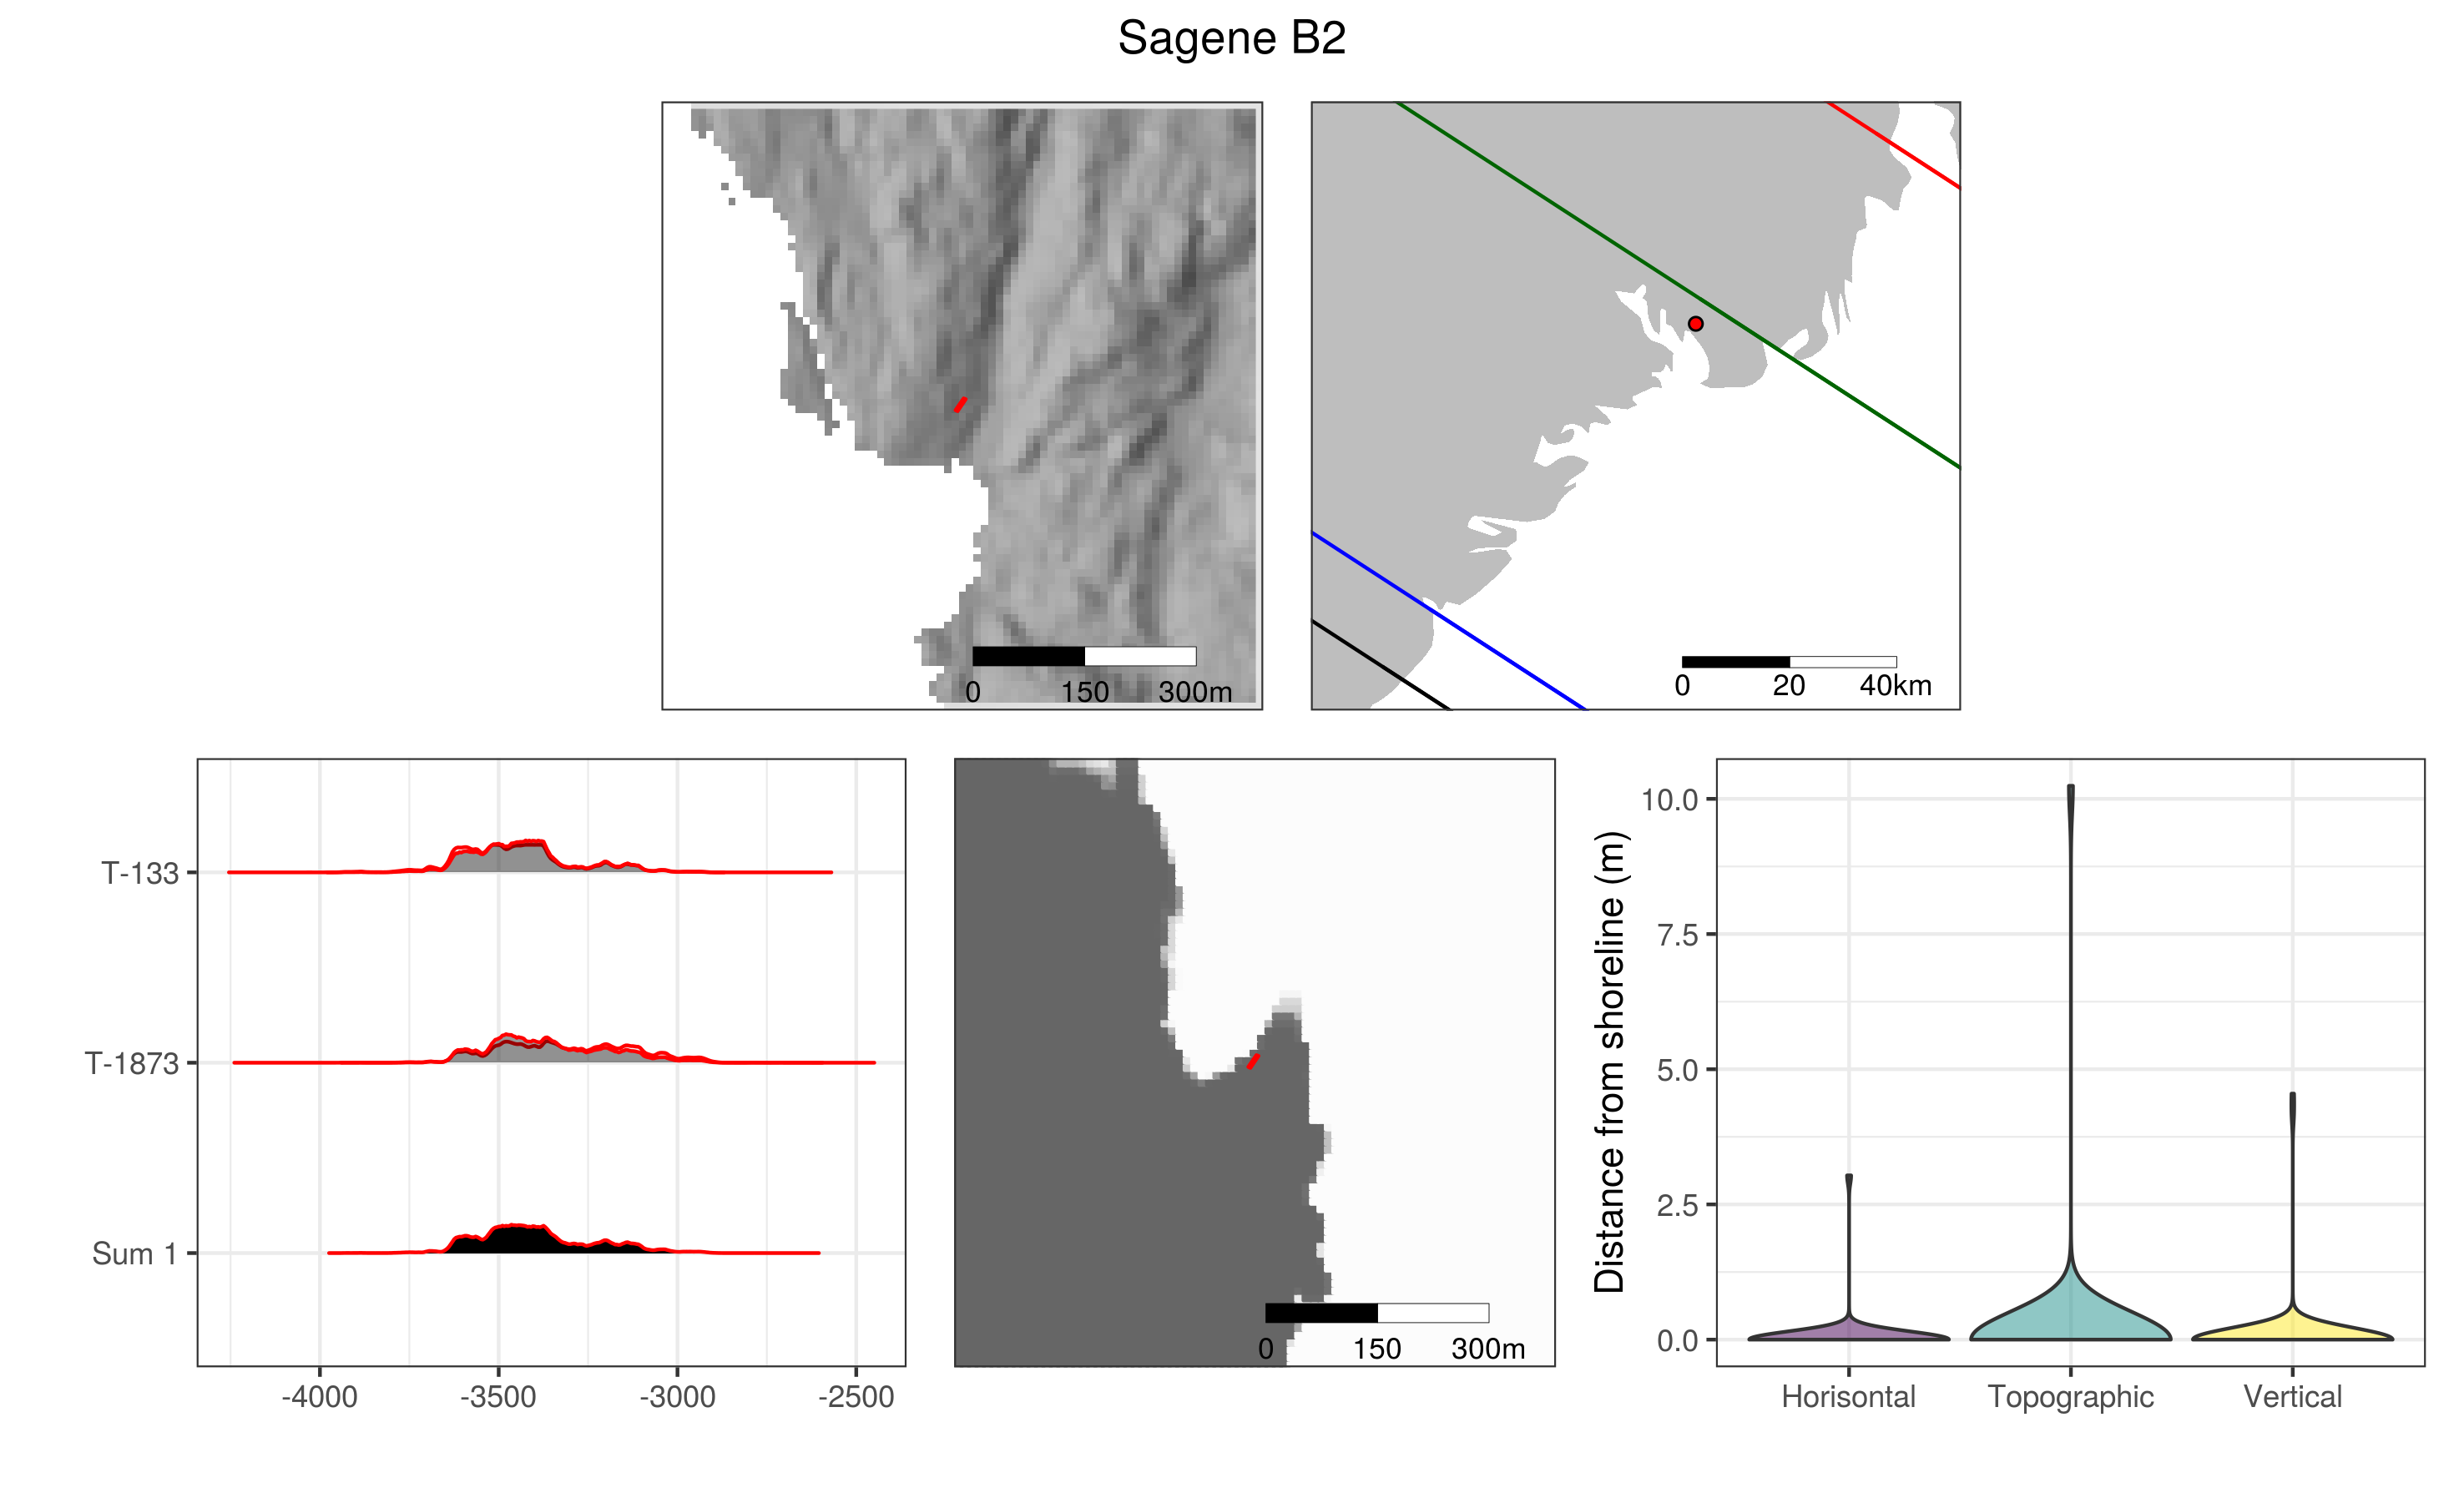 Sagene B2
0 150 300m
0 20 40km
T-133
T-1873
Sum 1
-4000 -3500 -3000 -2500
0 150 300m
Distance from shoreline (m)
10.0
7.5
5.0
2.5
0.0
Horisontal Topographic Vertical